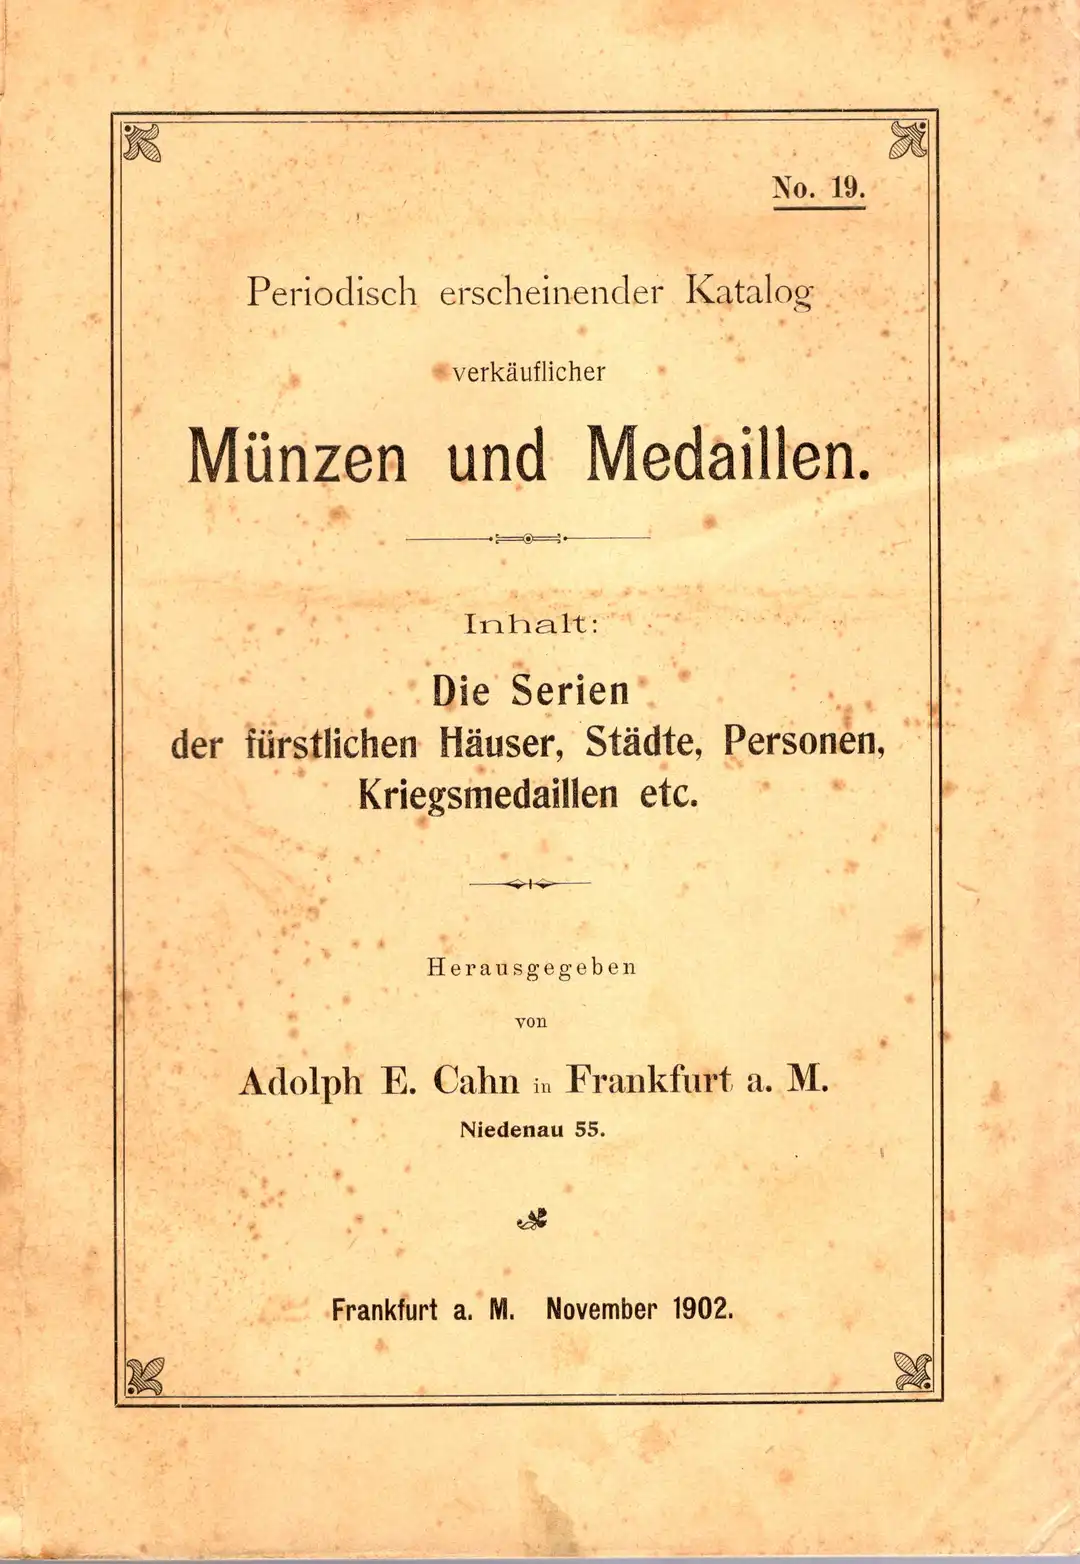 No. 19.
Periodisch erscheinender Katalog
verkäuflicher
Münzen und Medaillen.
Inhalt:
Die Serien
der fürstlichen Häuser, Städte, Personen,
Kriegsmedaillen etc.
Herausgegeben
von
Adolph E. Cahn in Frankfurt a. M.
Niedenau 55.
Frankfurt a. M. November 1902.